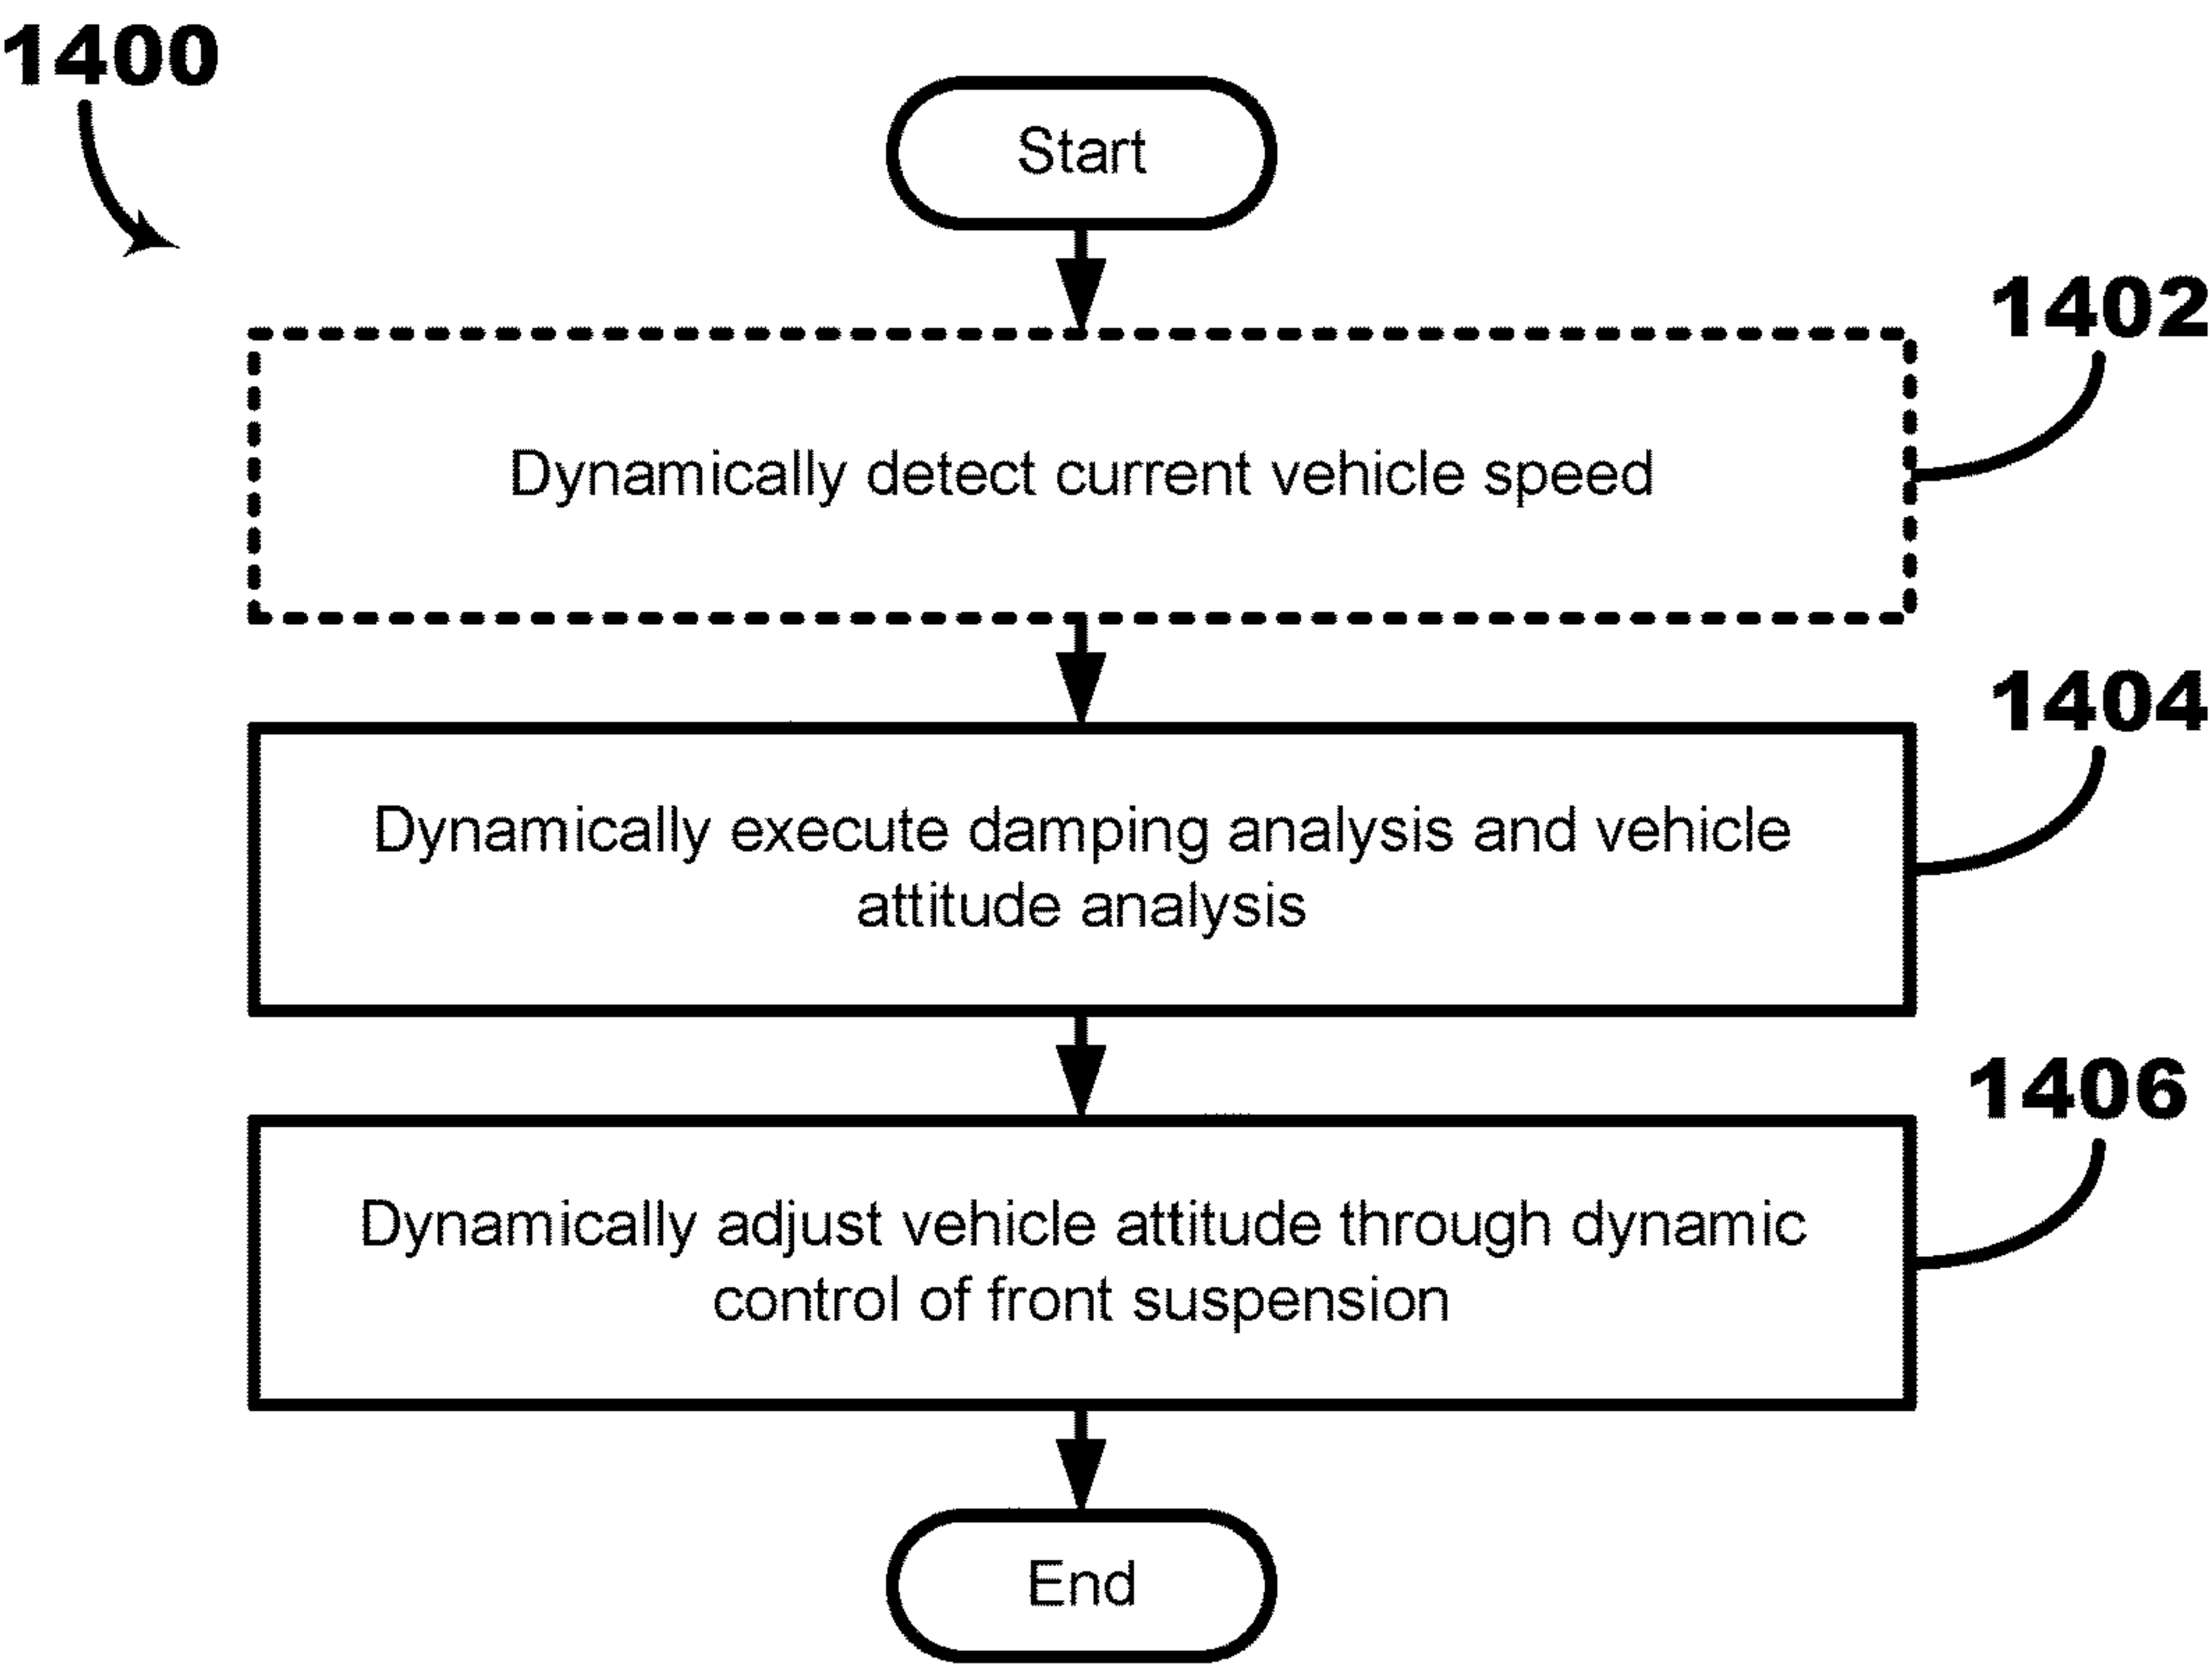 1400
Start
1402
Dynamically detect current vehicle speed
1404
Dynamically execute damping analysis and vehicle
attitude analysis
1406
Dynamically adjust vehicle attitude through dynamic
control of front suspension
End